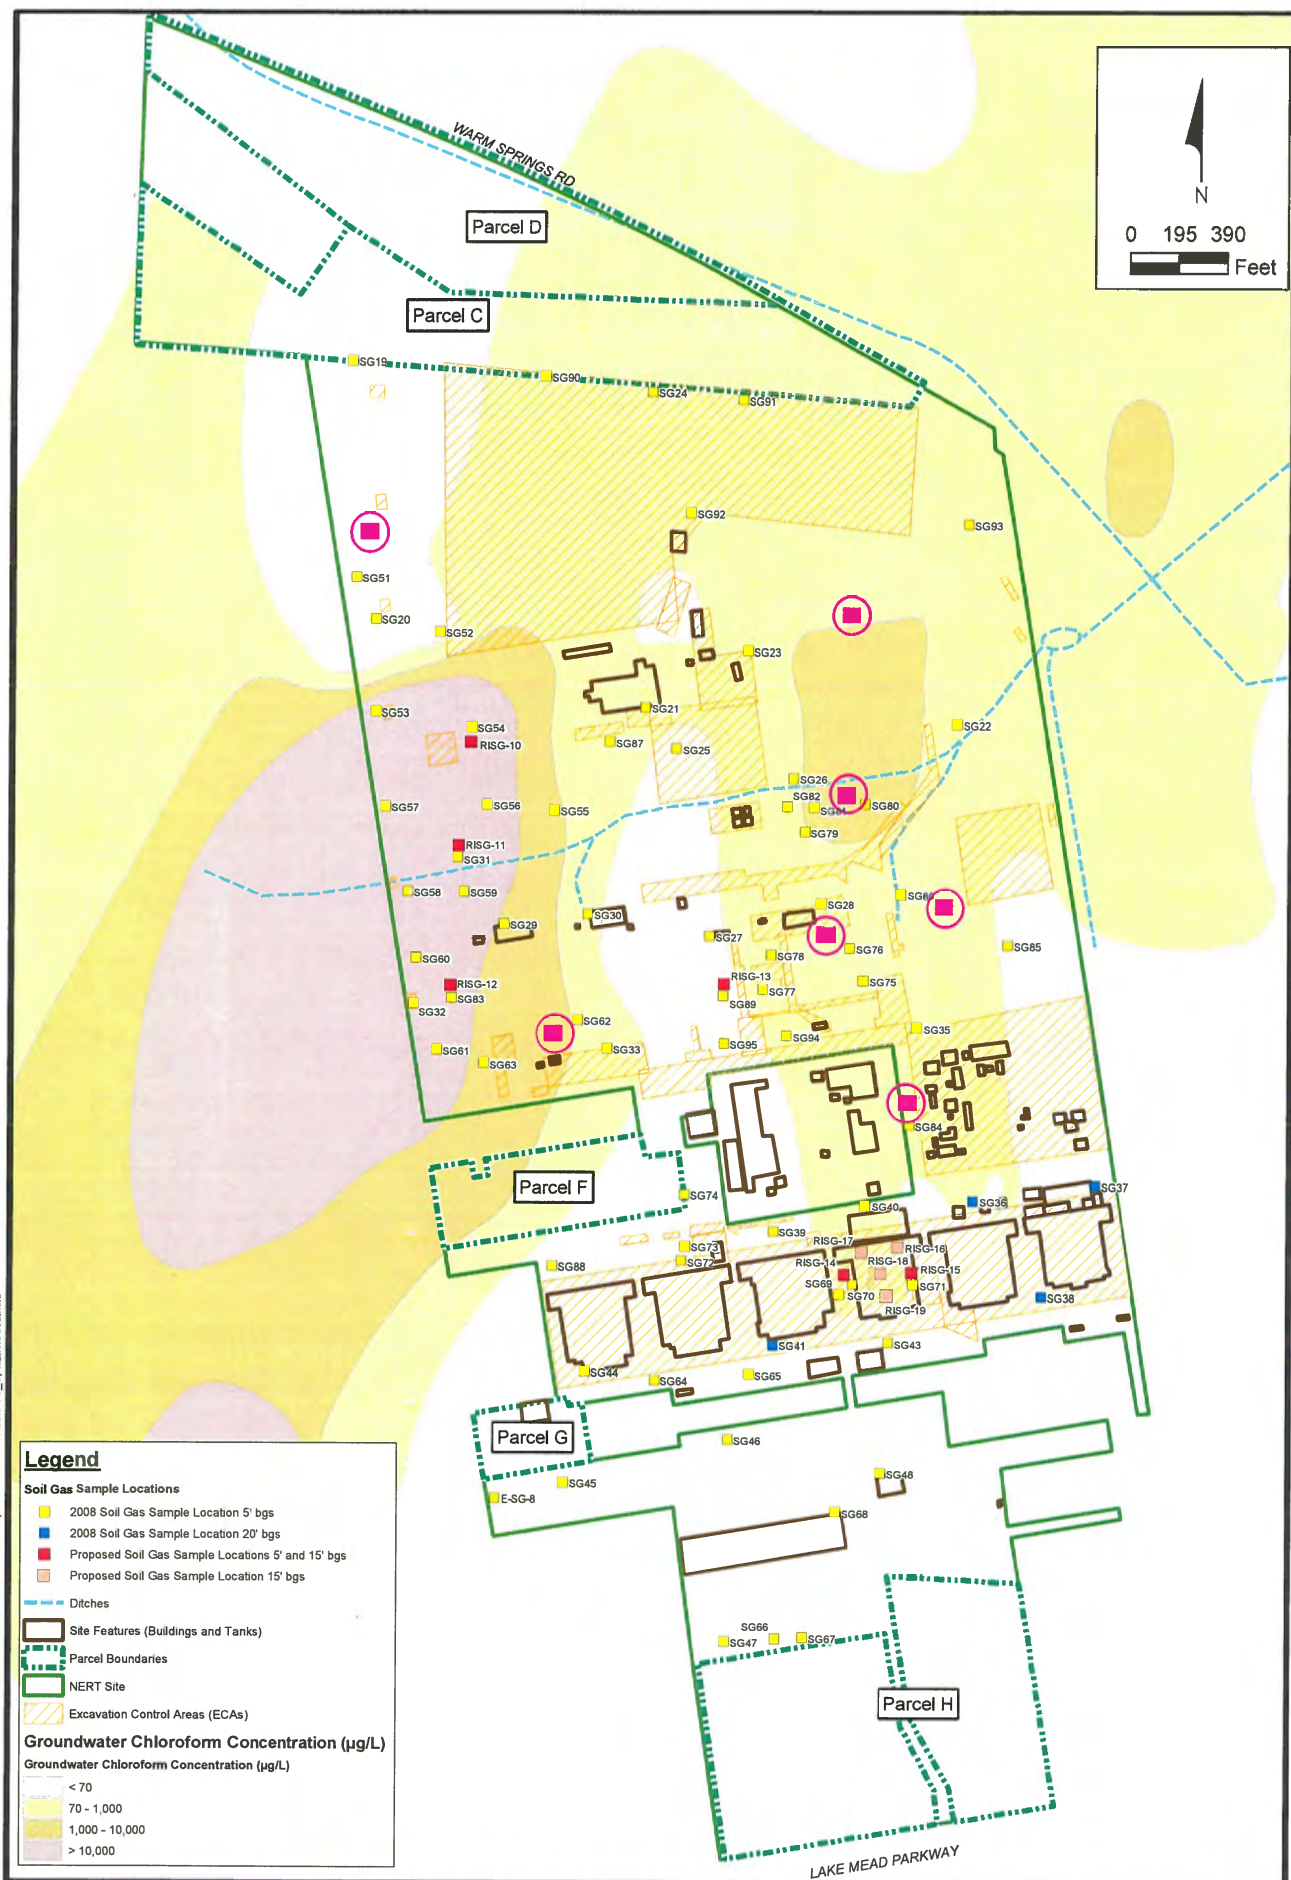 WARM SPRINGS RD
Parcel D
N
0 195 390
Feet
Parcel C
SG19
SG90
SG24
SG91
SG92
SG93
SG51
SG20
SG52
SG23
SG53
SG54
RISG-10
SG21
SG87
SG25
SG22
SG26
SG57
SG56
SG55
SG82
SG81
SG80
SG79
RISG-11
SG31
SG58
SG59
SG28
SG29
SG30
SG27
SG76
SG85
SG60
SG78
RISG-12
SG83
SG32
RISG-13
SG89
SG77
SG75
SG62
SG61
SG63
SG33
SG95
SG94
SG35
SG84
Parcel F
SG74
SG40
SG36
SG37
SG39
SG73
SG72
SG88
RISG-17
RISG-16
RISG-14
RISG-18
RISG-15
SG69
SG70
SG71
RISG-19
SG38
SG41
SG43
SG44
SG64
SG65
Parcel G
SG46
SG45
E-SG-8
SG48
SG68
SG66
SG47
SG67
Parcel H
LAKE MEAD PARKWAY
Legend
Soil Gas Sample Locations
2008 Soil Gas Sample Location 5' bgs
2008 Soil Gas Sample Location 20' bgs
Proposed Soil Gas Sample Locations 5' and 15' bgs
Proposed Soil Gas Sample Location 15' bgs
Ditches
Site Features (Buildings and Tanks)
Parcel Boundaries
NERT Site
Excavation Control Areas (ECAs)
Groundwater Chloroform Concentration (µg/L)
Groundwater Chloroform Concentration (µg/L)
< 70
70 - 1,000
1,000 - 10,000
> 10,000